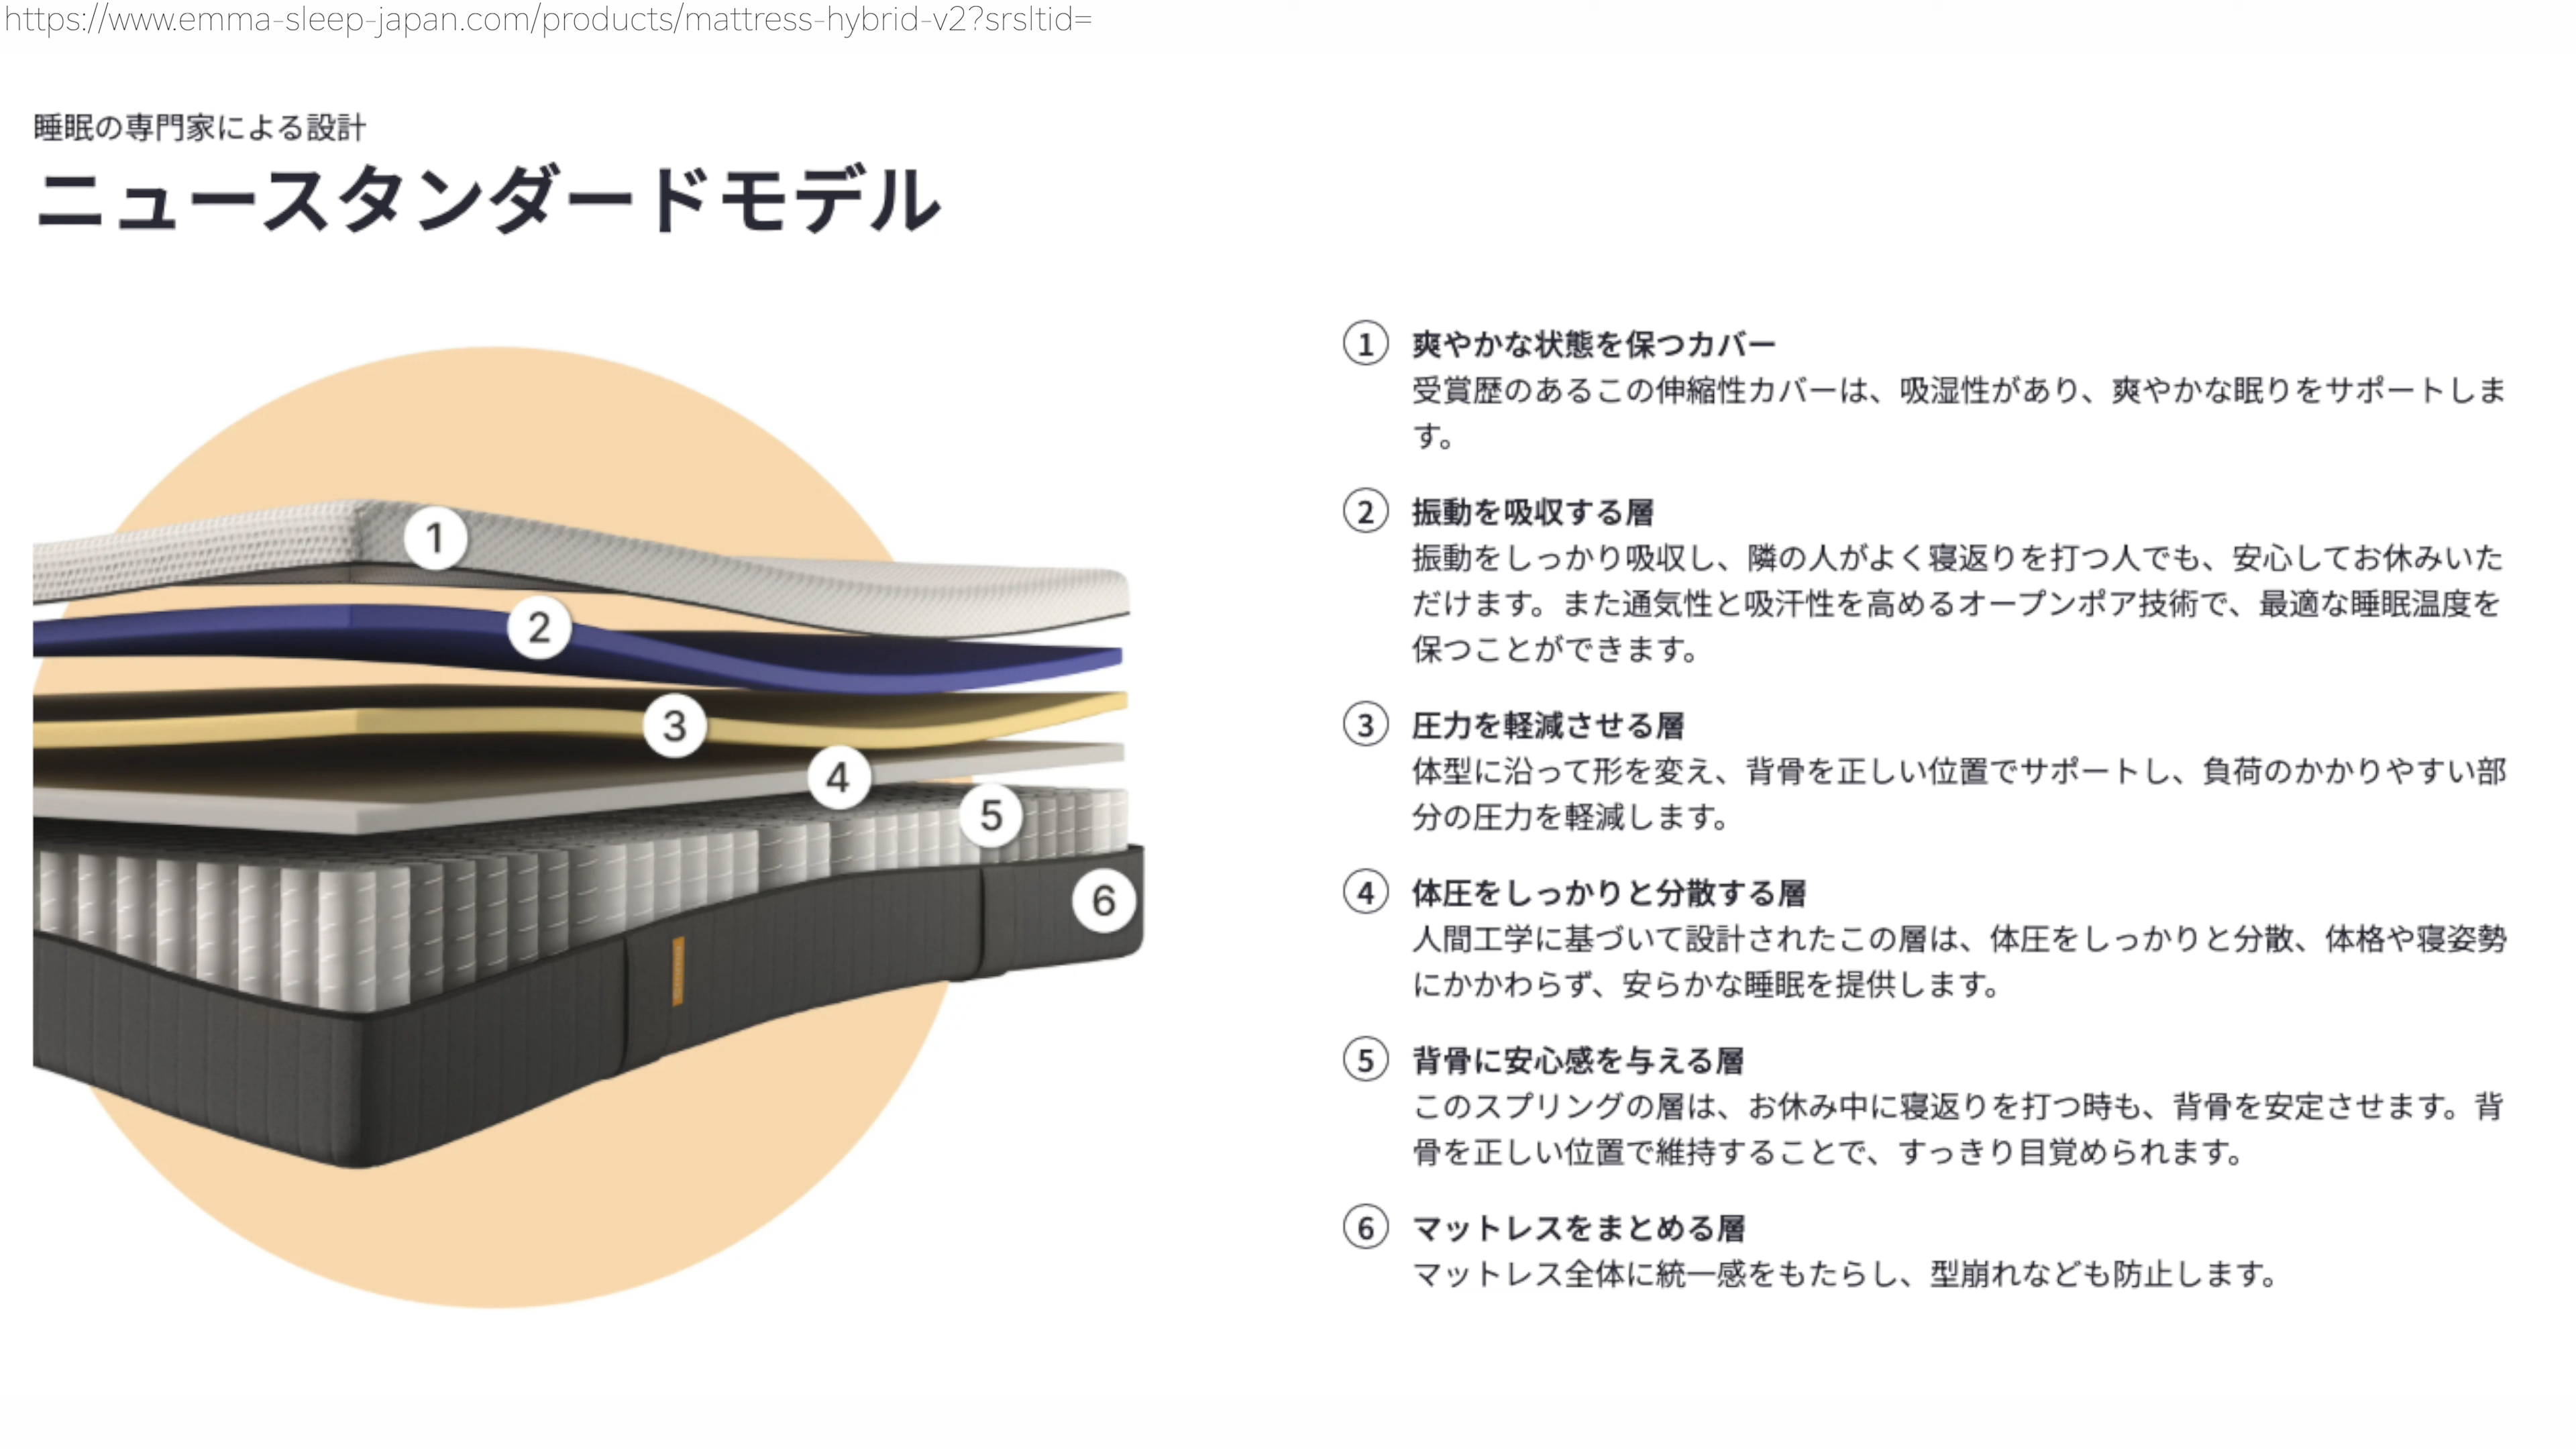 https://www.emma-sleep-japan.com/products/mattress-hybrid-v2?srsltid=
睡眠の専門家による設計
ニュースタンダードモデル
1
2
3
4
5
6
① 爽やかな状態を保つカバー
受賞歴のあるこの伸縮性カバーは、吸湿性があり、爽やかな眠りをサポートしま
す。
② 振動を吸収する層
振動をしっかり吸収し、隣の人がよく寝返りを打つ人でも、安心してお休みいた
だけます。また通気性と吸汗性を高めるオープンポア技術で、最適な睡眠温度を
保つことができます。
③ 圧力を軽減させる層
体型に沿って形を変え、背骨を正しい位置でサポートし、負荷のかかりやすい部
分の圧力を軽減します。
④ 体圧をしっかりと分散する層
人間工学に基づいて設計されたこの層は、体圧をしっかりと分散、体格や寝姿勢
にかかわらず、安らかな睡眠を提供します。
⑤ 背骨に安心感を与える層
このスプリングの層は、お休み中に寝返りを打つ時も、背骨を安定させます。背
骨を正しい位置で維持することで、すっきり目覚められます。
⑥ マットレスをまとめる層
マットレス全体に統一感をもたらし、型崩れなども防止します。